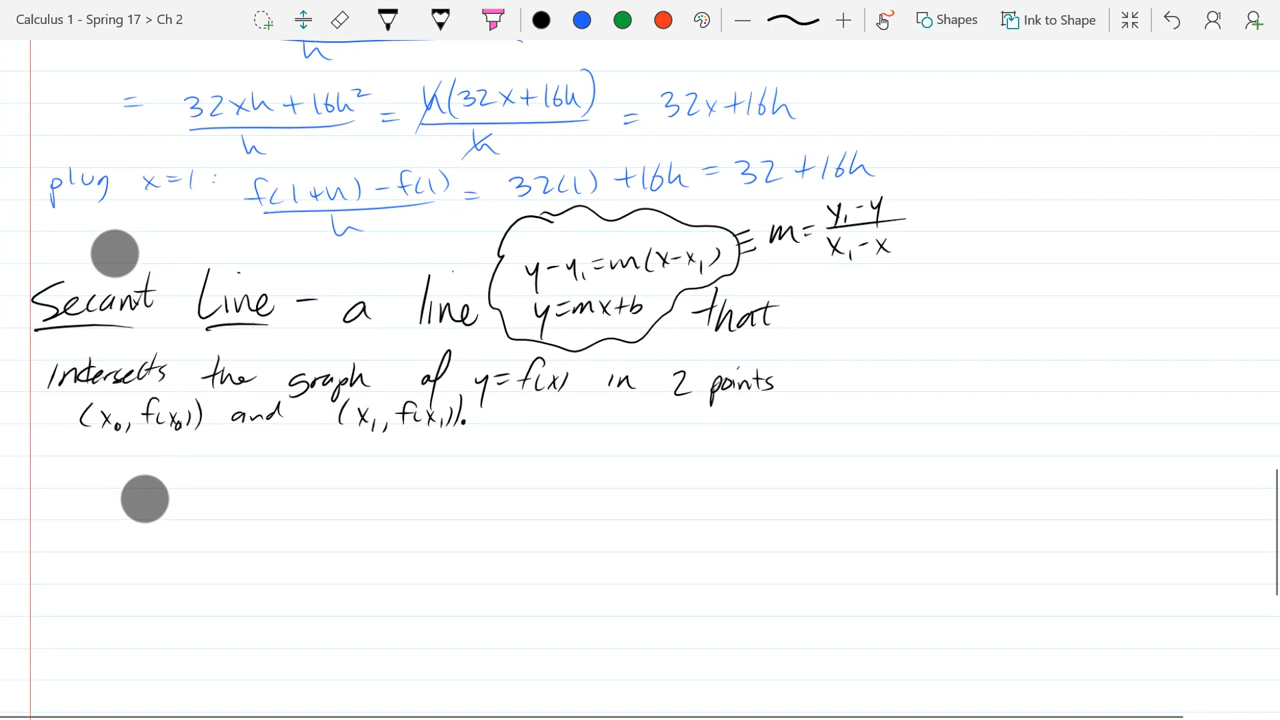 Calculus 1 - Spring 17 > Ch 2
Shapes
Ink to Shape
h
= 32xh + 16h² / h = h(32x+16h) / h = 32x+16h
plug x=1: f(1+h) - f(1) / h = 32(1) + 16h = 32 + 16h
y-y₁=m(x-x₁) ≡ m = y₁-y / x₁-x
y=mx+b
Secant Line - a line that
intersects the graph of y=f(x) in 2 points
(x₀, f(x₀)) and (x₁, f(x₁)).